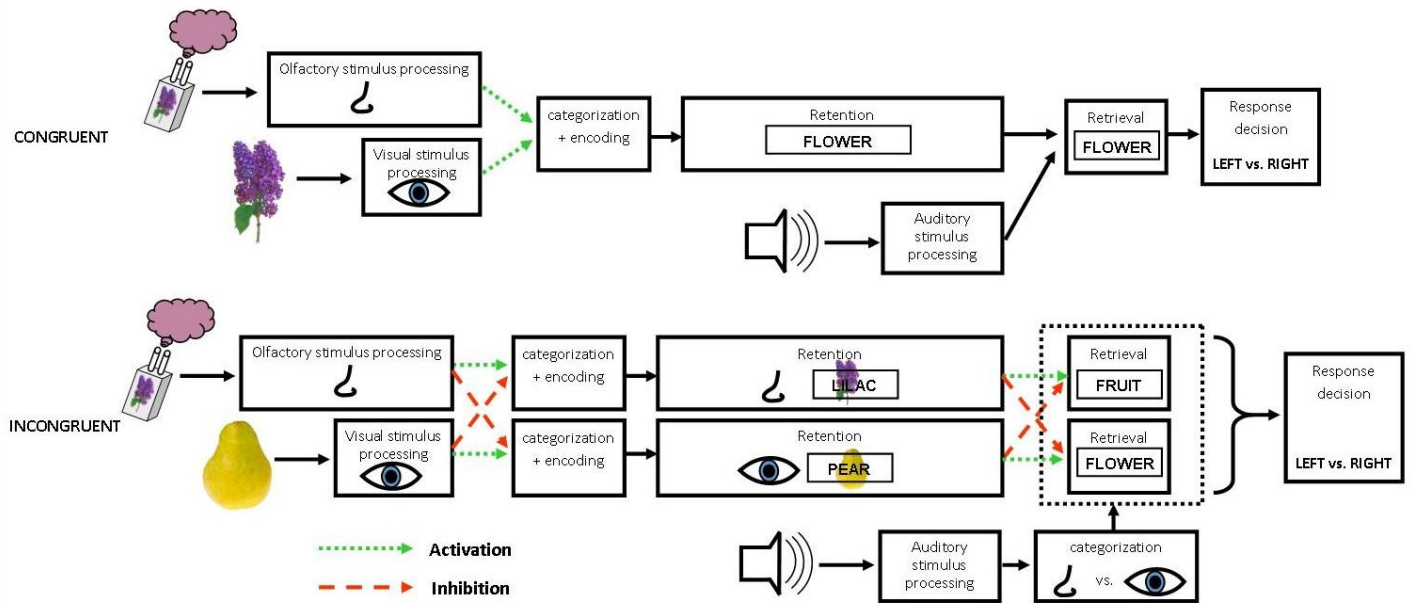 CONGRUENT
Olfactory stimulus processing
Visual stimulus
processing
categorization
+ encoding
Retention
FLOWER
Auditory
stimulus
processing
Retrieval
FLOWER
Response
decision
LEFT vs. RIGHT
INCONGRUENT
Olfactory stimulus processing
Visual stimulus
processing
categorization
+ encoding
categorization
+ encoding
Retention
LILAC
Retention
PEAR
Retrieval
FRUIT
Retrieval
FLOWER
Response
decision
LEFT vs. RIGHT
Auditory
stimulus
processing
categorization
vs.
Activation
Inhibition